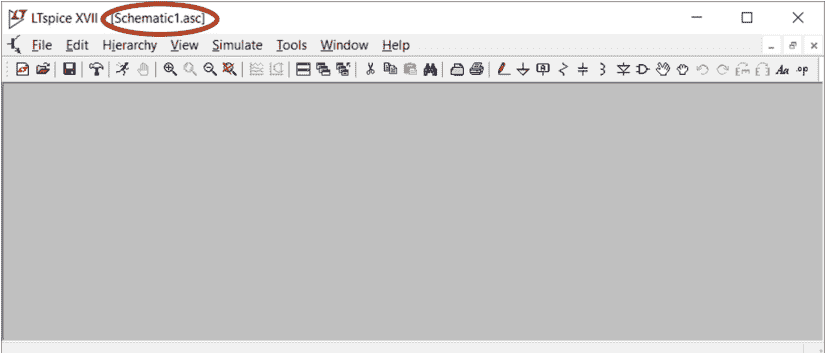 LTspice XVII - [Schematic1.asc]
File Edit Hierarchy View Simulate Tools Window Help
Aa .op